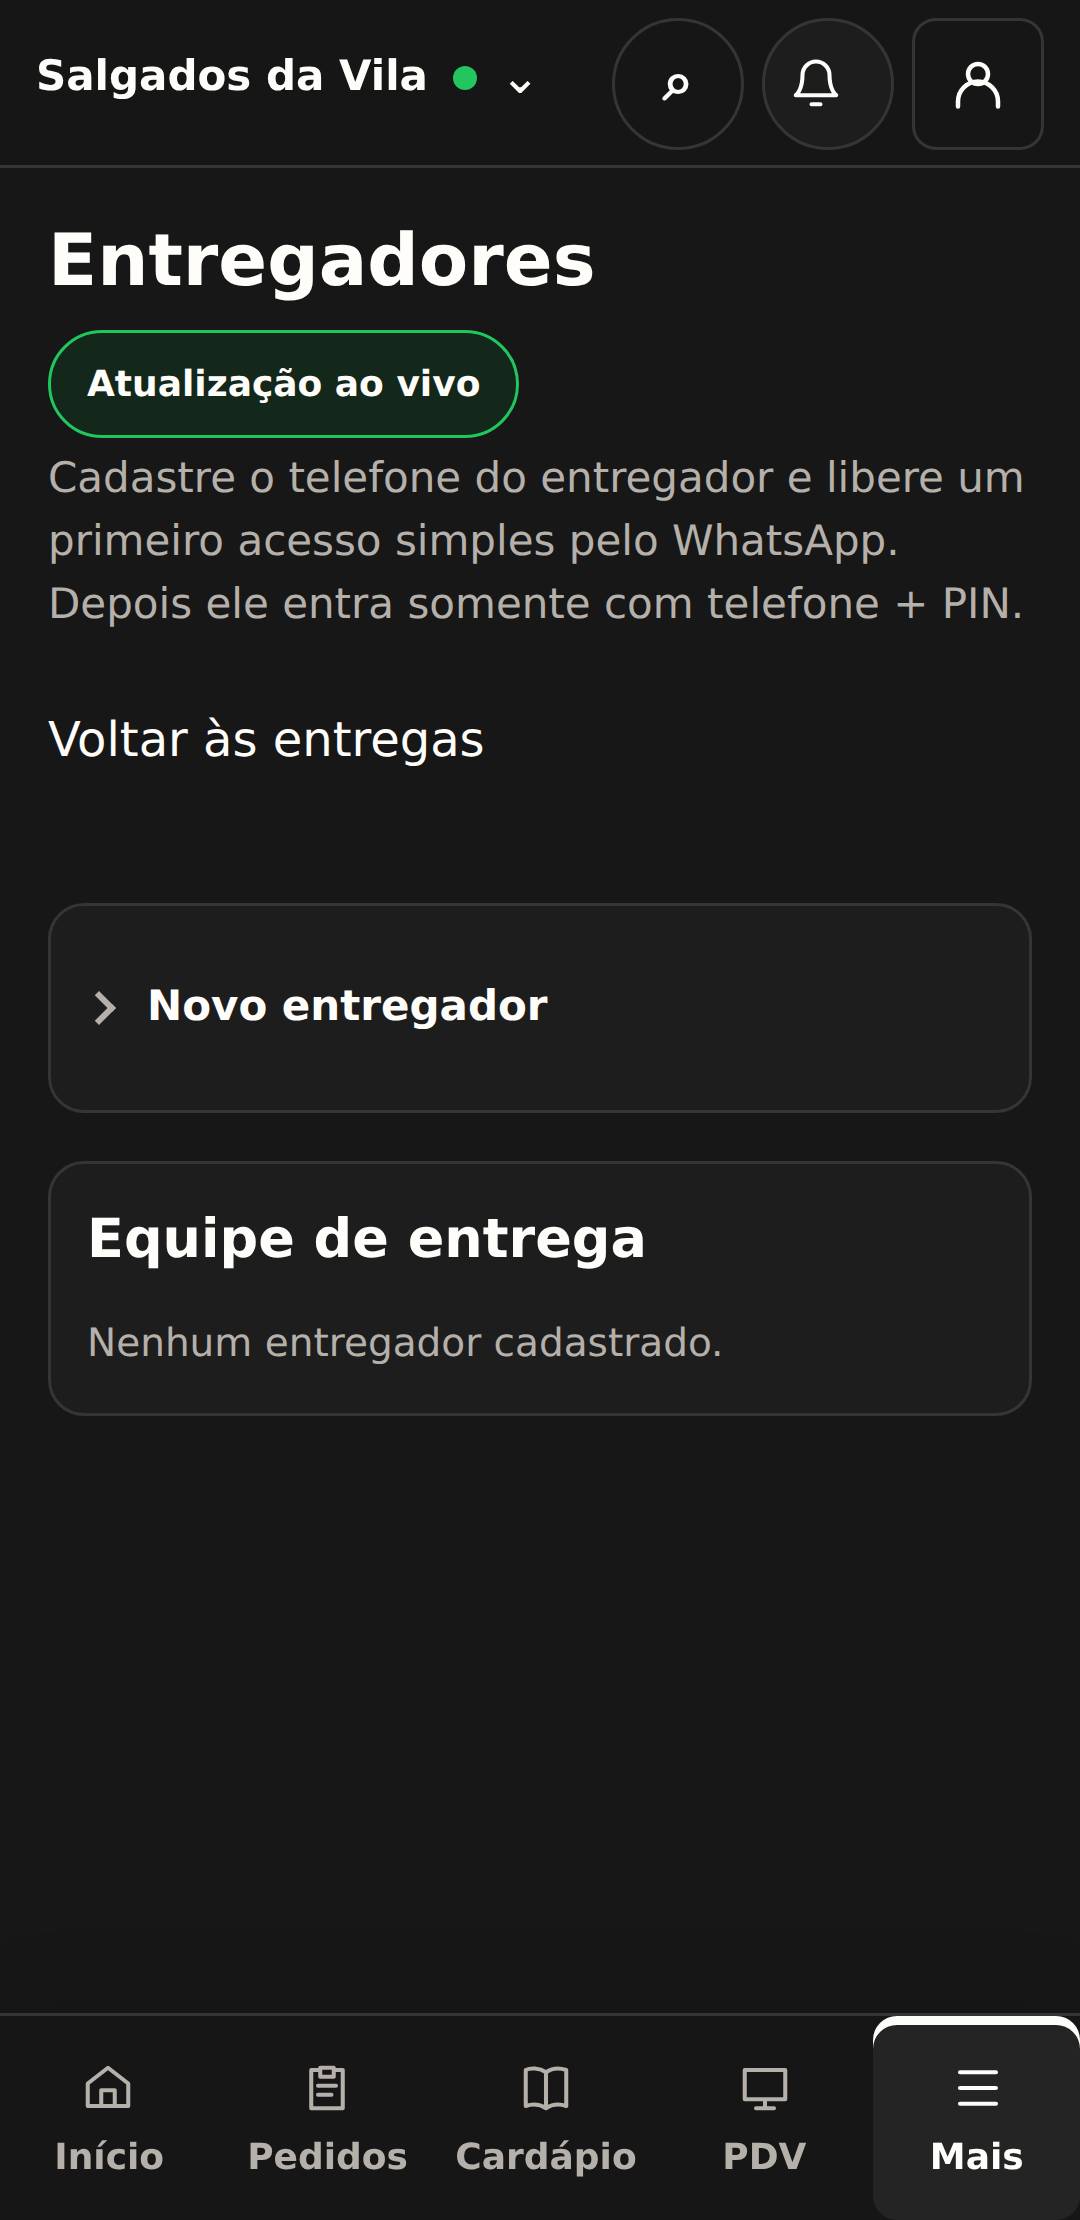 Salgados da Vila
Entregadores
Atualização ao vivo
Cadastre o telefone do entregador e libere um
primeiro acesso simples pelo WhatsApp.
Depois ele entra somente com telefone + PIN.
Voltar às entregas
Novo entregador
Equipe de entrega
Nenhum entregador cadastrado.
Início
Pedidos
Cardápio
PDV
Mais